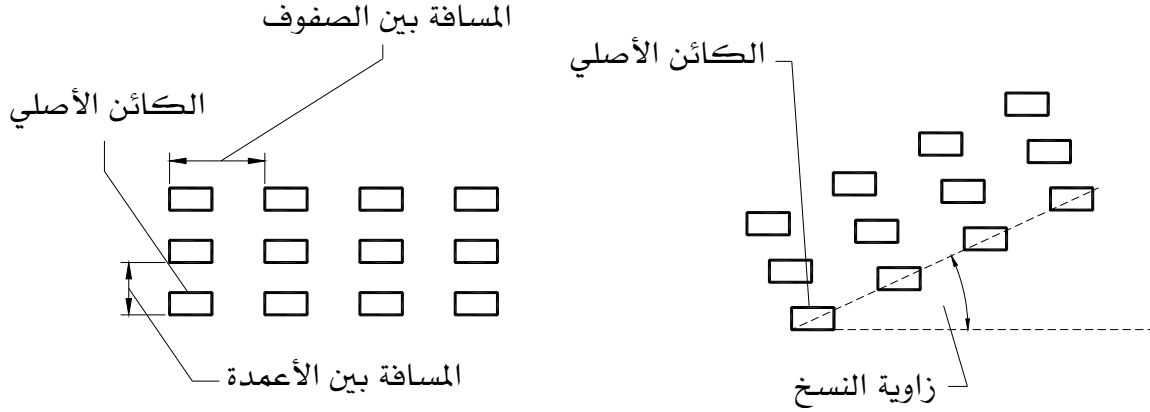 المسافة بين الصفوف
الكائن الأصلي
الكائن الأصلي
المسافة بين الأعمدة
زاوية النسخ